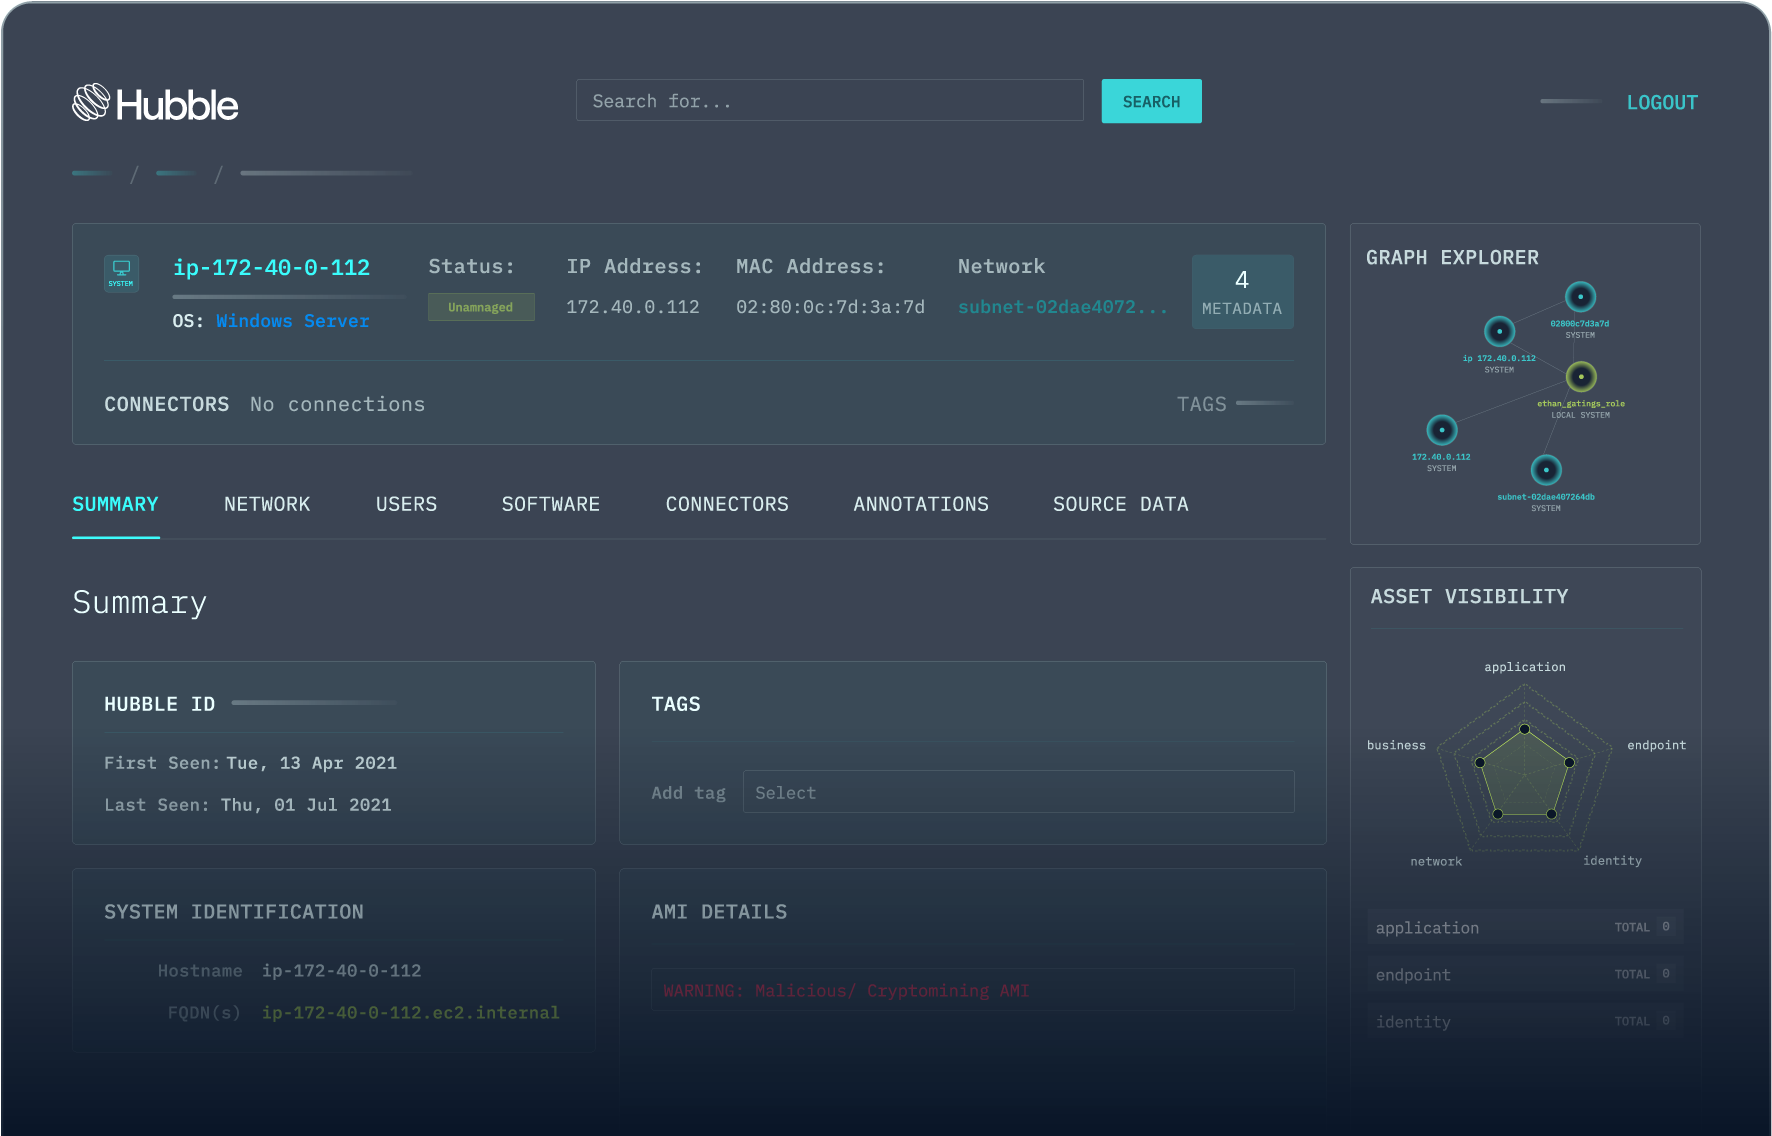 Hubble
Search for...
SEARCH
LOGOUT
/ /
SYSTEM
ip-172-40-0-112
OS: Windows Server
Status:
Unamnaged
IP Address:
172.40.0.112
MAC Address:
02:80:0c:7d:3a:7d
Network
subnet-02dae4072...
4
METADATA
CONNECTORS No connections
TAGS
GRAPH EXPLORER
02800c7d3a7d
SYSTEM
ip 172.40.0.112
SYSTEM
ethan_gatings_role
LOCAL SYSTEM
172.40.0.112
SYSTEM
subnet-02dae407264db
SYSTEM
SUMMARY NETWORK USERS SOFTWARE CONNECTORS ANNOTATIONS SOURCE DATA
Summary
HUBBLE ID
First Seen: Tue, 13 Apr 2021
Last Seen: Thu, 01 Jul 2021
TAGS
Add tag Select
SYSTEM IDENTIFICATION
Hostname ip-172-40-0-112
FQDN(s) ip-172-40-0-112.ec2.internal
AMI DETAILS
WARNING: Malicious/ Cryptomining AMI
ASSET VISIBILITY
application
business
endpoint
network
identity
application TOTAL 0
endpoint TOTAL 0
identity TOTAL 0